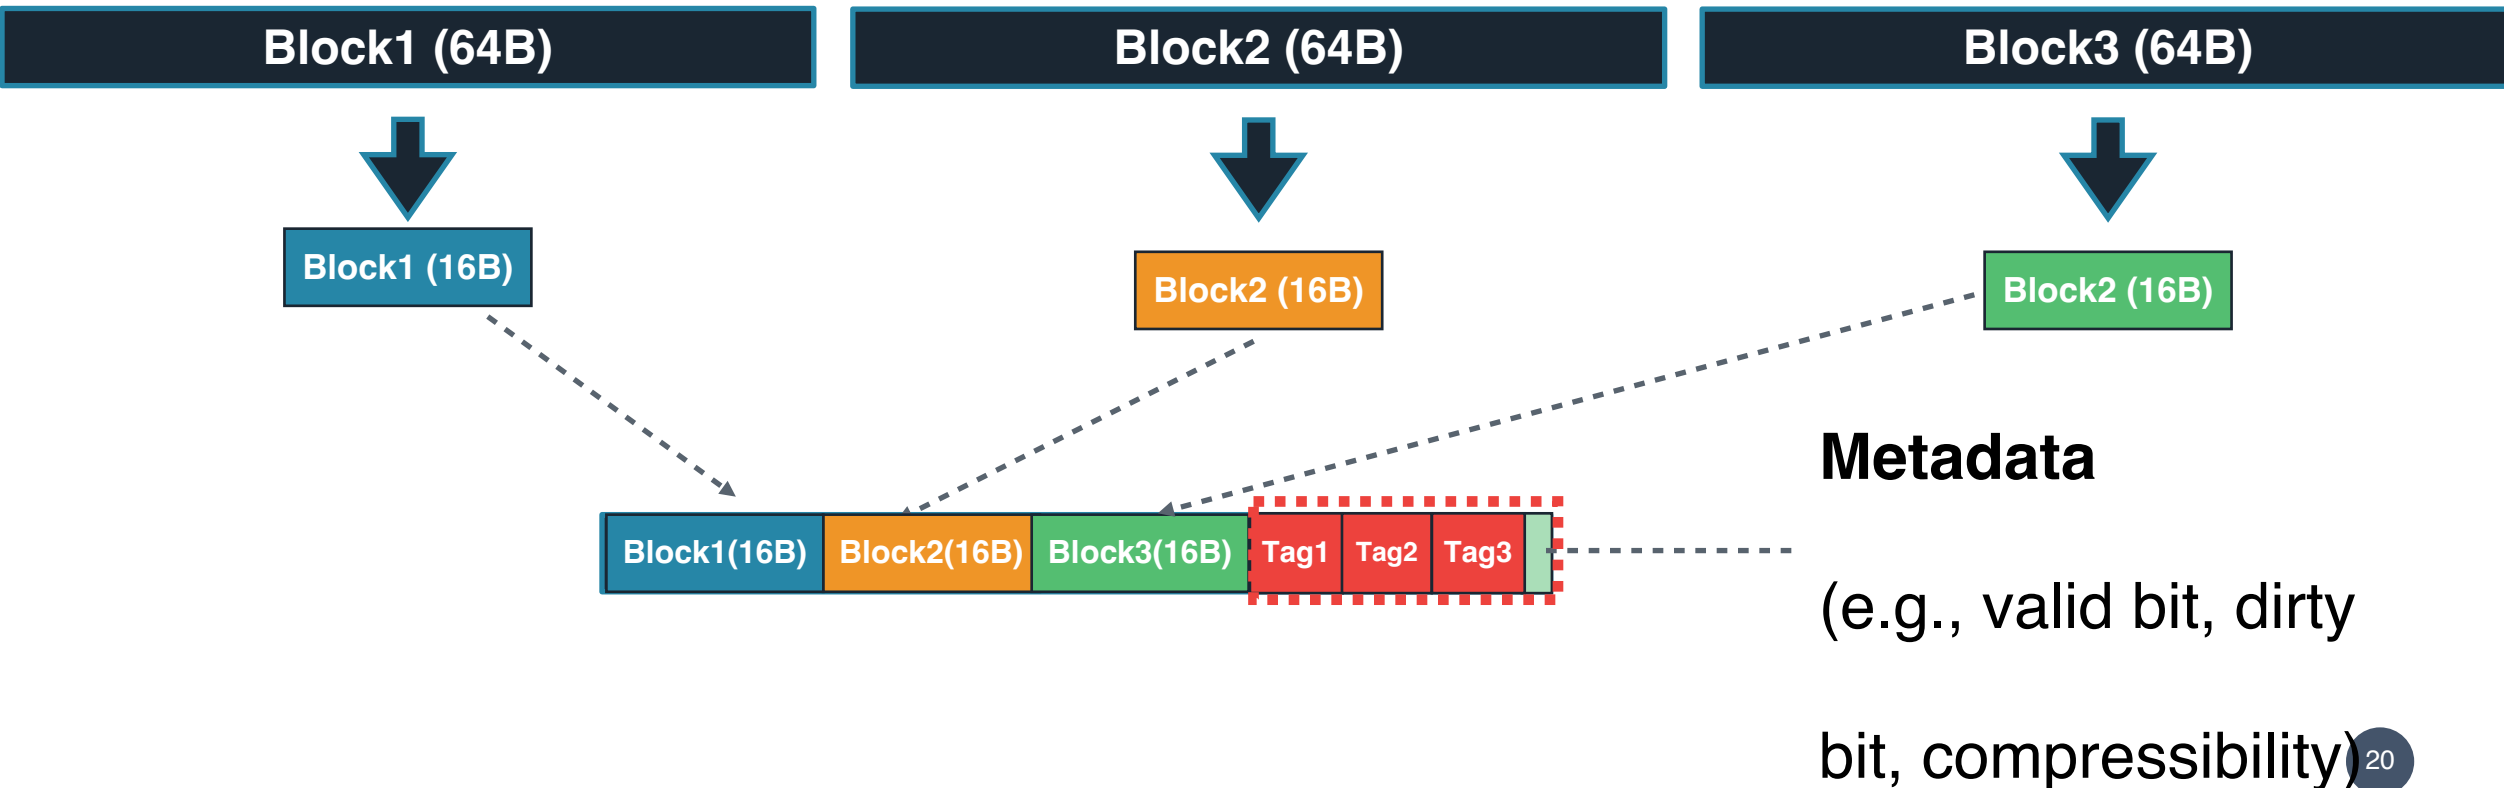 Block1 (64B)
Block2 (64B)
Block3 (64B)
Block1 (16B)
Block2 (16B)
Block2 (16B)
Block1(16B)
Block2(16B)
Block3(16B)
Tag1
Tag2
Tag3
Metadata
(e.g., valid bit, dirty
bit, compressibility)
20